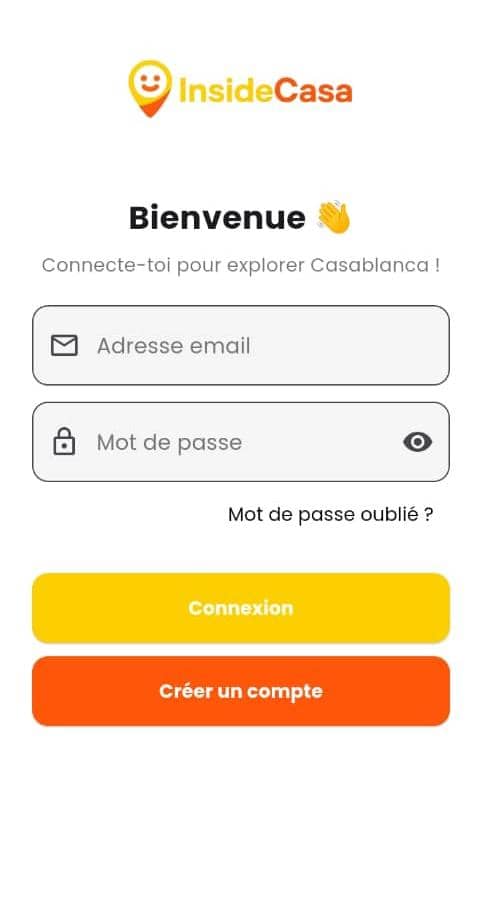 InsideCasa
Bienvenue 👋
Connecte-toi pour explorer Casablanca !
Adresse email
Mot de passe
Mot de passe oublié ?
Connexion
Créer un compte